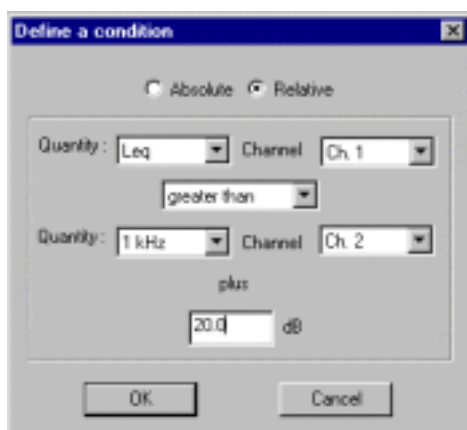 Define a condition
Absolute Relative
Quantity : Leq Channel Ch. 1
greater than
Quantity : 1 kHz Channel Ch. 2
plus
20.0 dB
OK Cancel